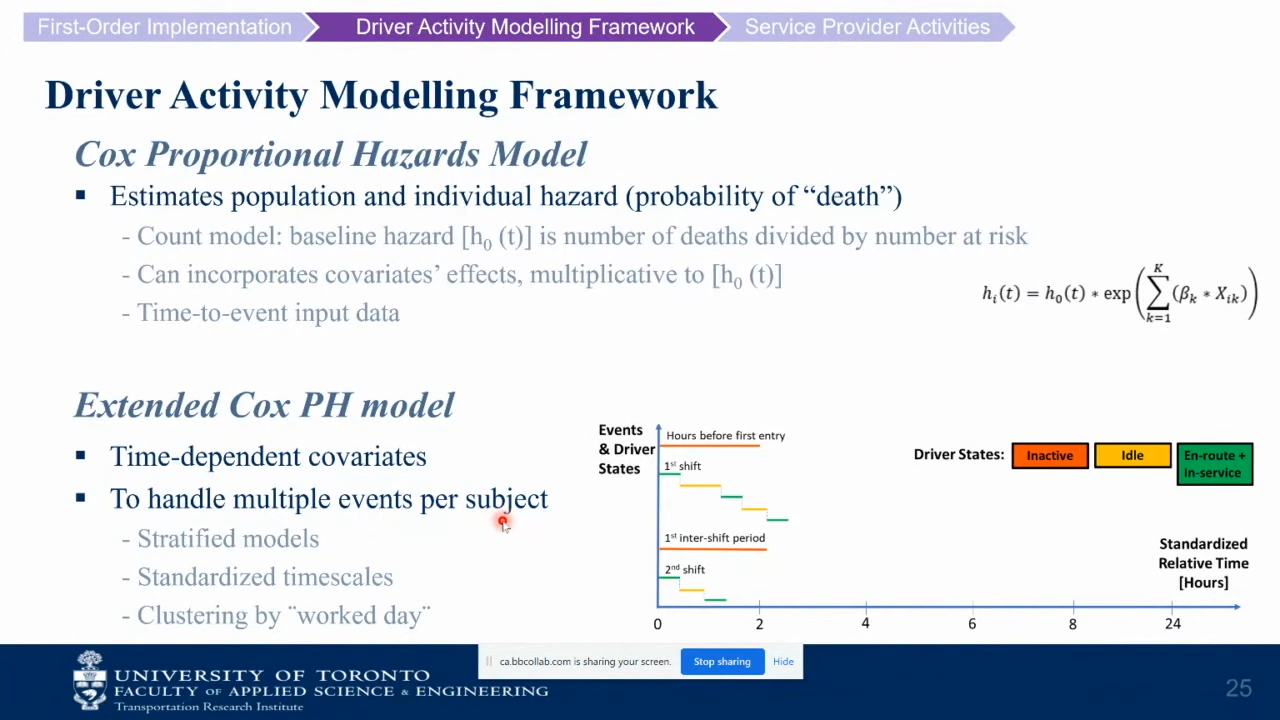 First-Order Implementation
Driver Activity Modelling Framework
Service Provider Activities
Driver Activity Modelling Framework
Cox Proportional Hazards Model
▪ Estimates population and individual hazard (probability of “death”)
- Count model: baseline hazard [h₀ (t)] is number of deaths divided by number at risk
- Can incorporates covariates’ effects, multiplicative to [h₀ (t)]
- Time-to-event input data
hᵢ(t) = h₀(t) ∗ exp(∑ₖ₌₁ᴷ(βₖ ∗ Xᵢₖ))
Extended Cox PH model
▪ Time-dependent covariates
▪ To handle multiple events per subject
- Stratified models
- Standardized timescales
- Clustering by ¨worked day¨
Events
& Driver
States
Hours before first entry
1st shift
1st inter-shift period
2nd shift
Driver States:
Inactive
Idle
En-route +
In-service
Standardized
Relative Time
[Hours]
0 2 4 6 8 24
ca.bbcollab.com is sharing your screen.
Stop sharing
Hide
UNIVERSITY OF TORONTO
FACULTY OF APPLIED SCIENCE & ENGINEERING
Transportation Research Institute
25